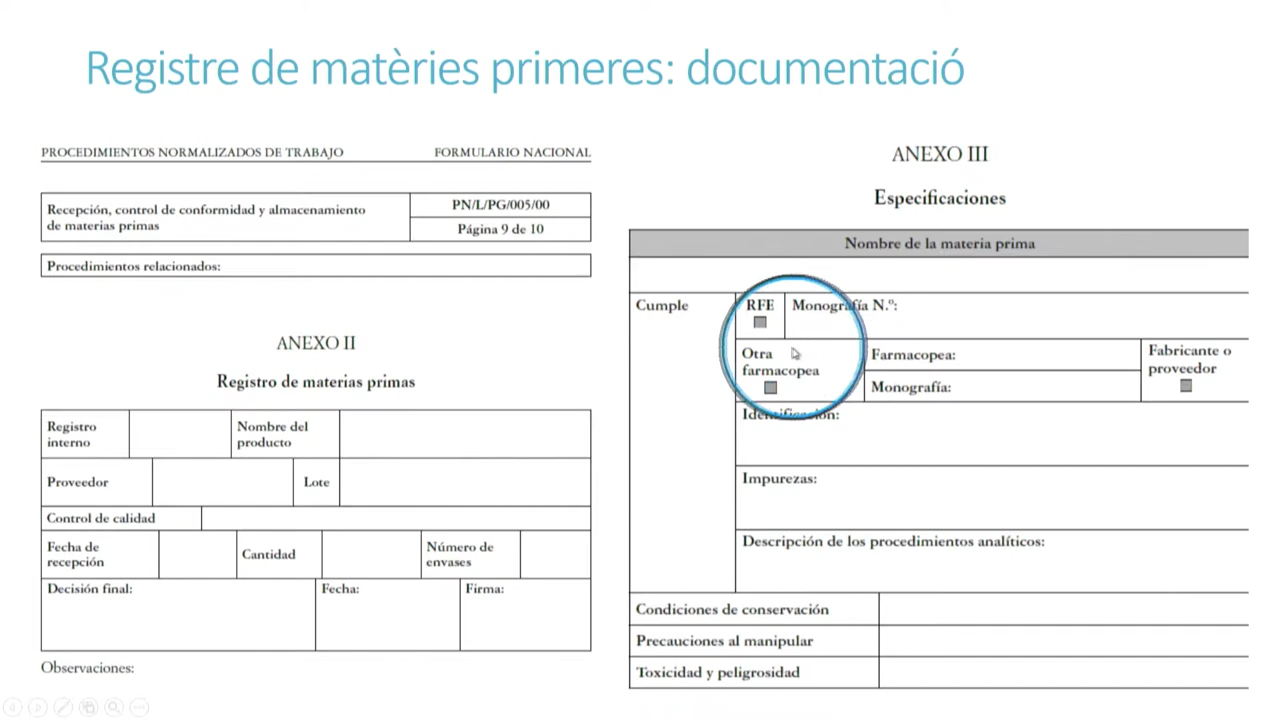 Registre de matèries primeres: documentació
PROCEDIMIENTOS NORMALIZADOS DE TRABAJO FORMULARIO NACIONAL
Recepción, control de conformidad y almacenamiento
de materias primas
PN/L/PG/005/00
Página 9 de 10
Procedimientos relacionados:
ANEXO II
Registro de materias primas
Registro
interno
Nombre del
producto
Proveedor
Lote
Control de calidad
Fecha de
recepción
Cantidad
Número de
envases
Decisión final:
Fecha:
Firma:
Observaciones:
ANEXO III
Especificaciones
Nombre de la materia prima
Cumple
RFE
Monografía N.º:
Otra
farmacopea
Farmacopea:
Monografía:
Fabricante o
proveedor
Identificación:
Impurezas:
Descripción de los procedimientos analíticos:
Condiciones de conservación
Precauciones al manipular
Toxicidad y peligrosidad